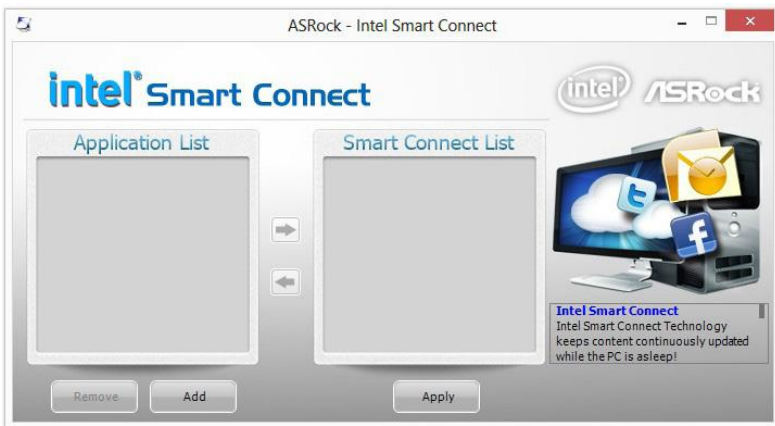 ASRock - Intel Smart Connect
intel® Smart Connect
intel® ASRock
Application List
Smart Connect List
Intel Smart Connect
Intel Smart Connect Technology
keeps content continuously updated
while the PC is asleep!
Remove
Add
Apply